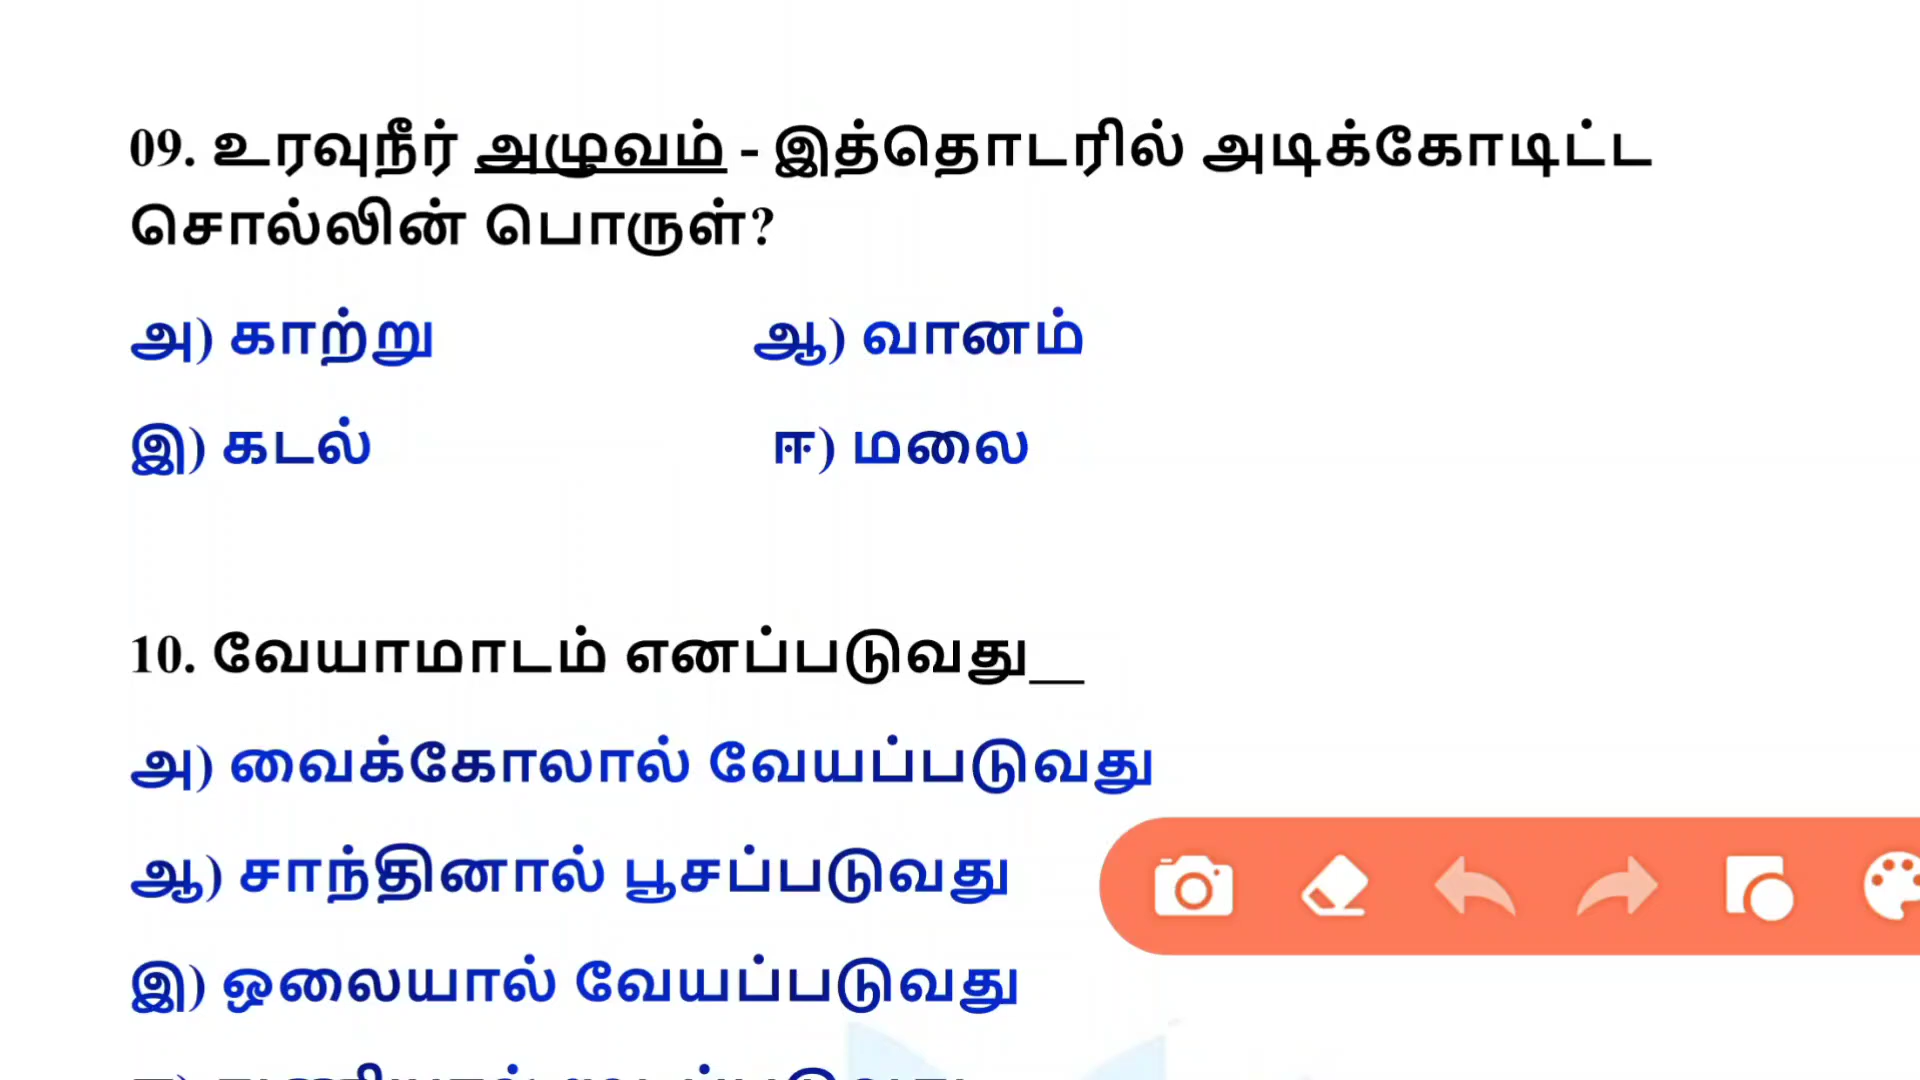 09. உரவுநீர் அழுவம் - இத்தொடரில் அடிக்கோடிட்ட
சொல்லின் பொருள்?
அ) காற்று ஆ) வானம்
இ) கடல் ஈ) மலை
10. வேயாமாடம் எனப்படுவது__
அ) வைக்கோலால் வேயப்படுவது
ஆ) சாந்தினால் பூசப்படுவது
இ) ஒலையால் வேயப்படுவது